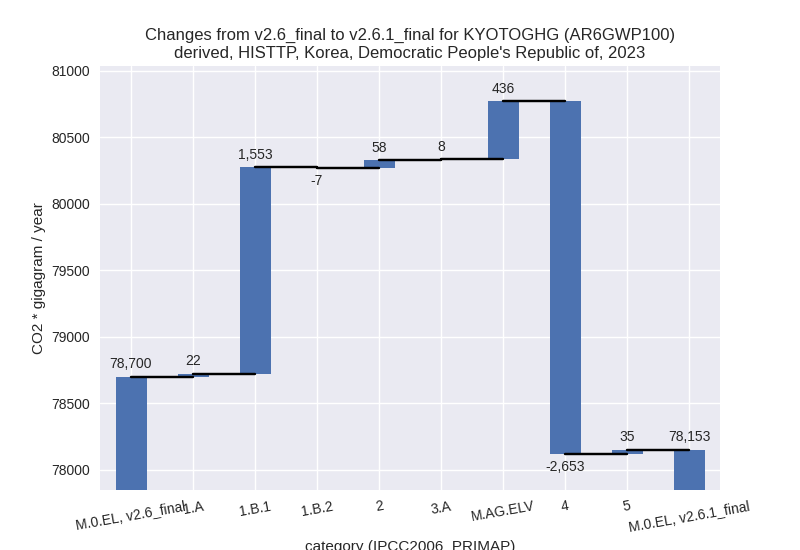 Changes from v2.6_final to v2.6.1_final for KYOTOGHG (AR6GWP100)
derived, HISTTP, Korea, Democratic People's Republic of, 2023
81000
80500
80000
79500
79000
78500
78000
CO2 * gigagram / year
78,700
22
1,553
-7
58
8
436
-2,653
35
78,153
M.0.EL, v2.6_final
1.A
1.B.1
1.B.2
2
3.A
M.AG.ELV
4
5
M.0.EL, v2.6.1_final
category (IPCC2006_PRIMAP)